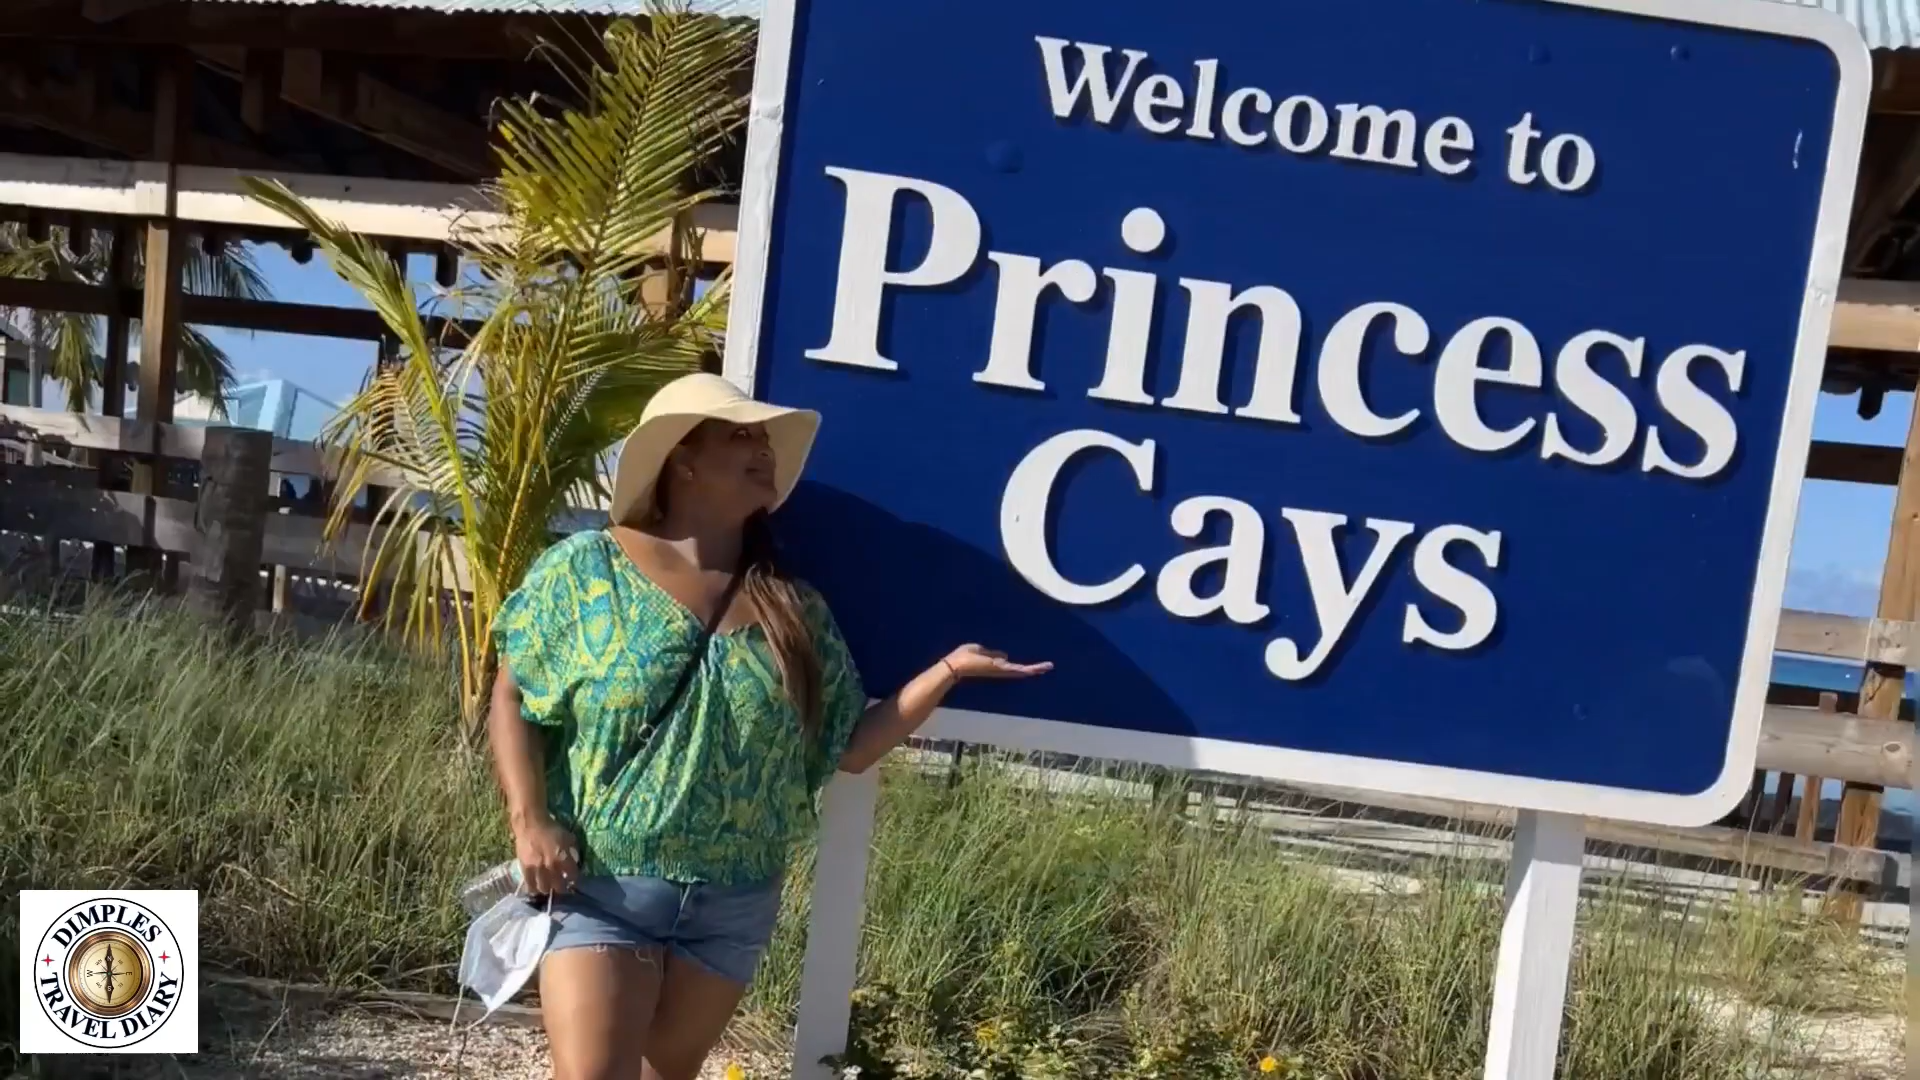 Welcome to
Princess
Cays
DIMPLES
TRAVEL DIARY